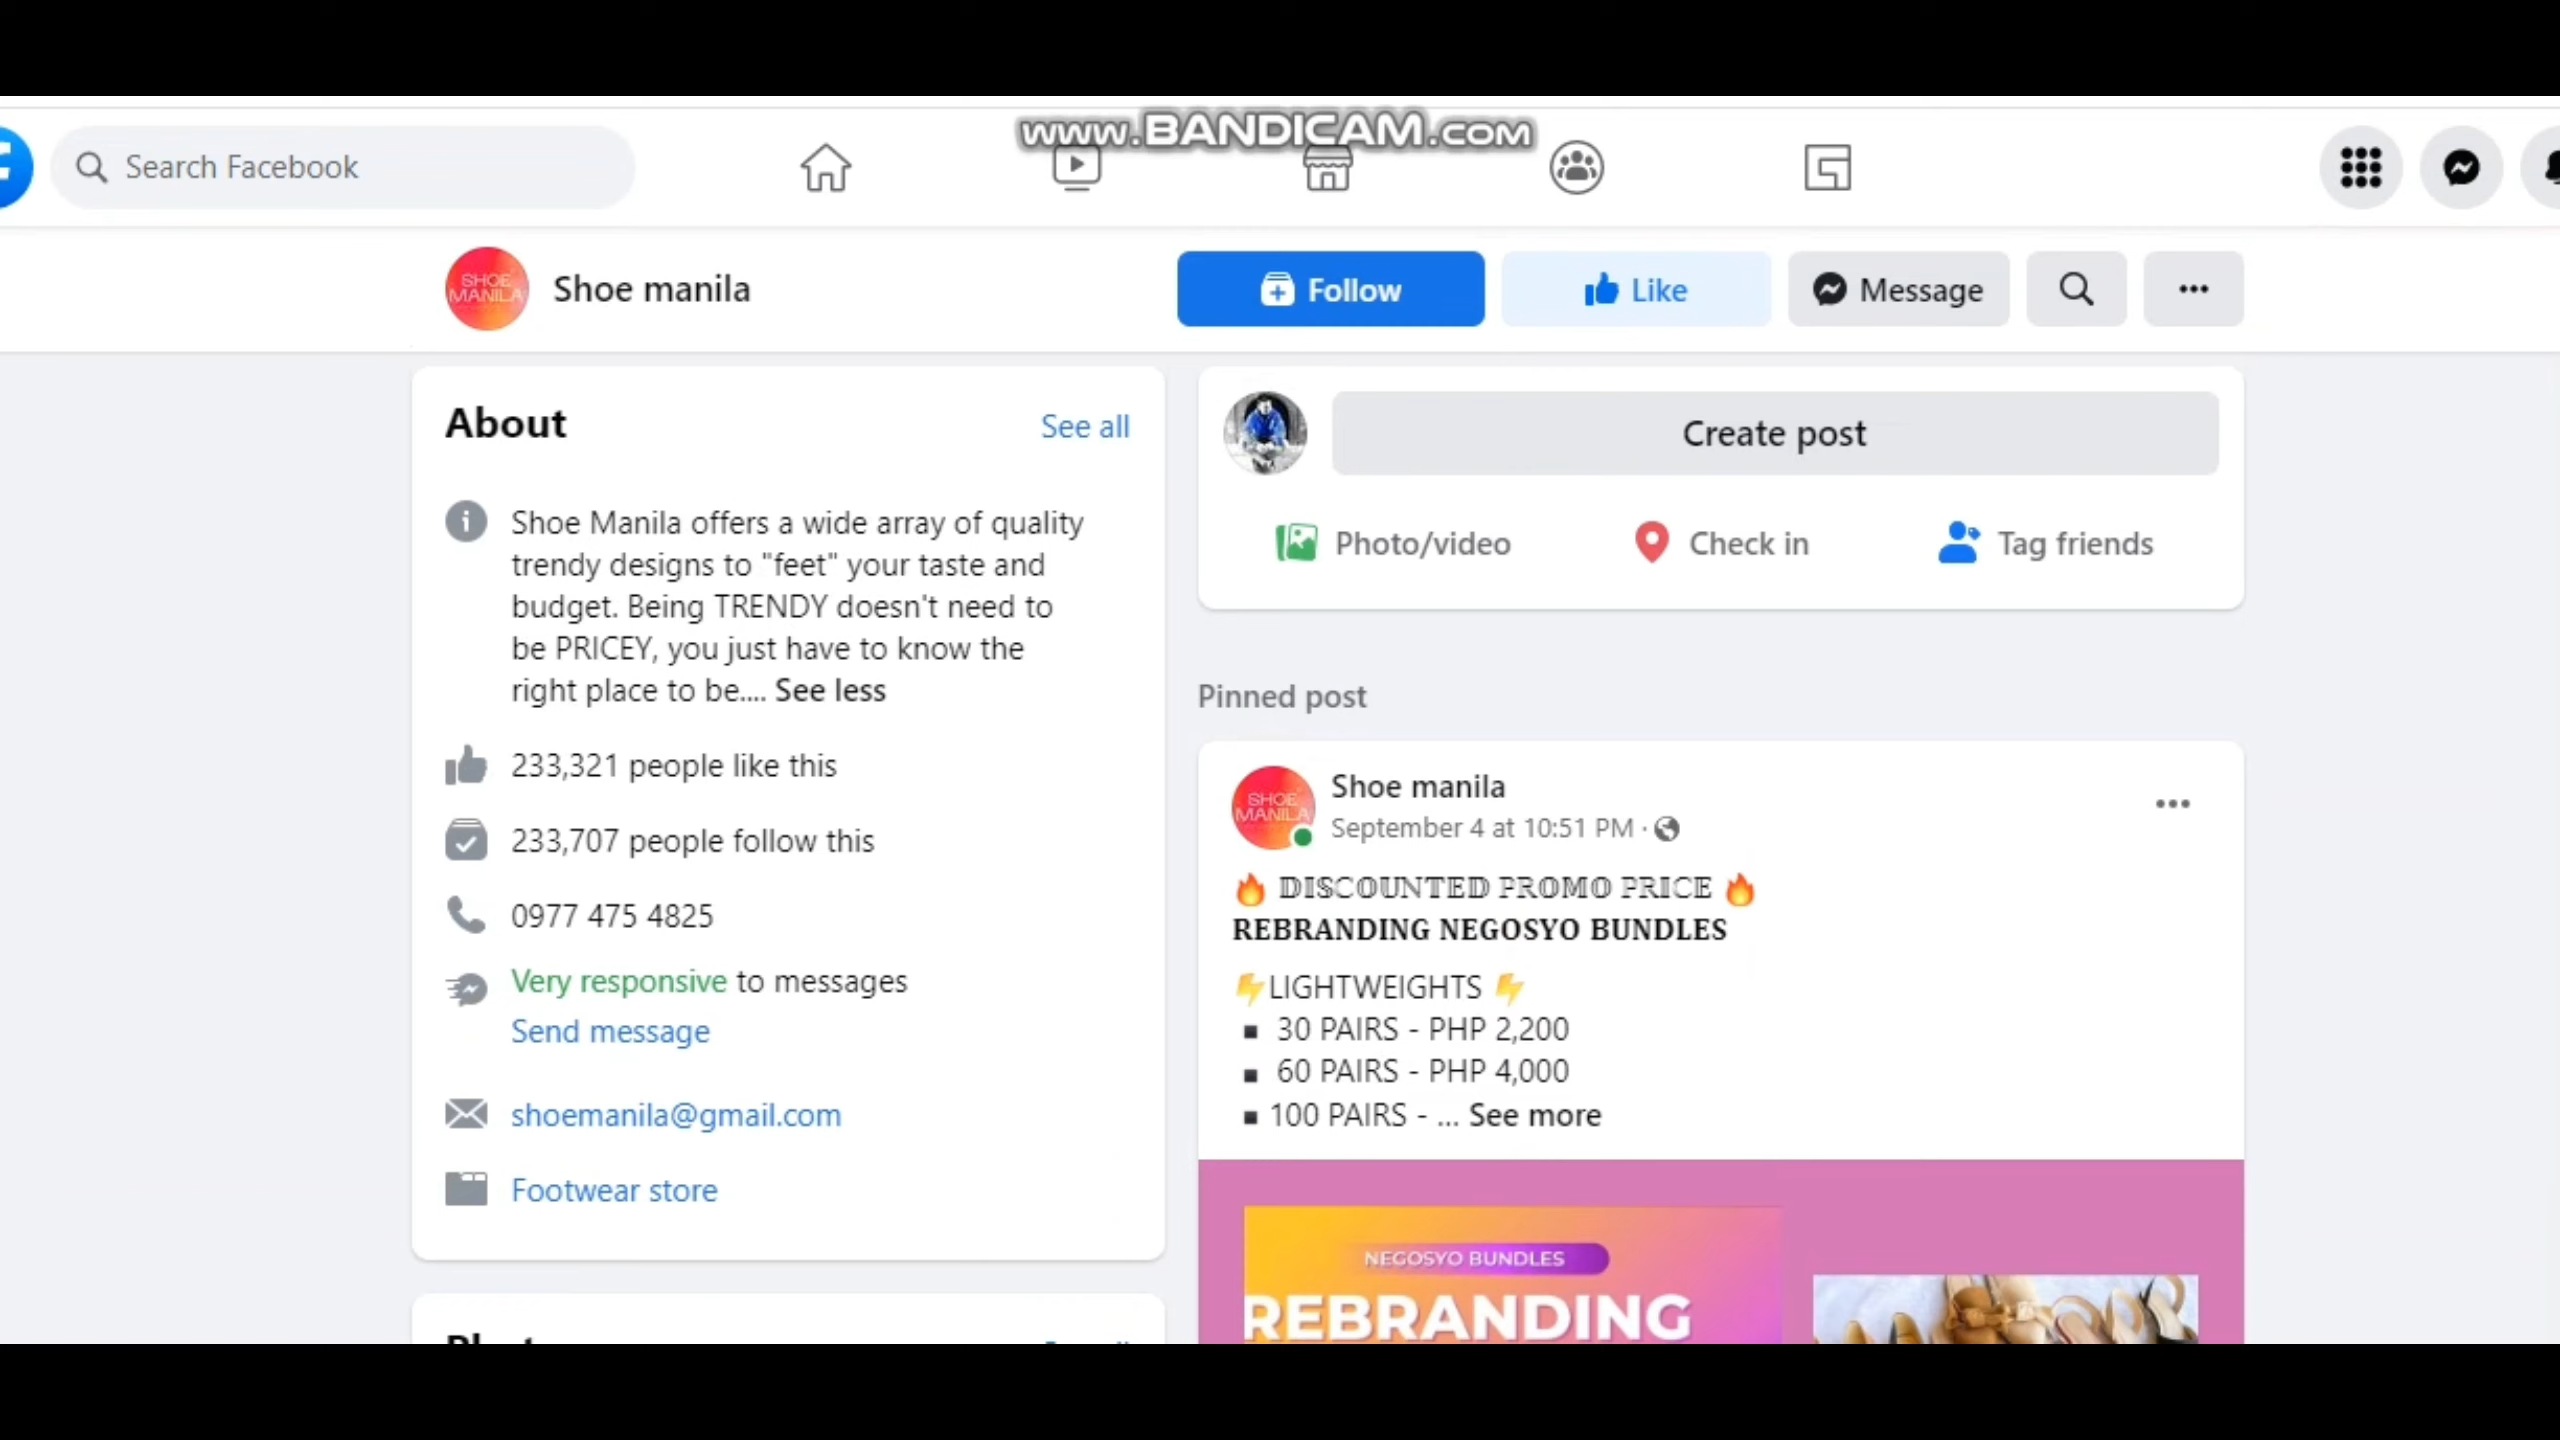 www.BANDICAM.com
Search Facebook
SHOE
MANILA
Shoe manila
Follow
Like
Message
About
See all
Shoe Manila offers a wide array of quality
trendy designs to "feet" your taste and
budget. Being TRENDY doesn't need to
be PRICEY, you just have to know the
right place to be.... See less
233,321 people like this
233,707 people follow this
0977 475 4825
Very responsive to messages
Send message
shoemanila@gmail.com
Footwear store
Create post
Photo/video
Check in
Tag friends
Pinned post
SHOE
MANILA
Shoe manila
September 4 at 10:51 PM ·
🔥 𝔻𝕀𝕊ℂ𝕆𝕌ℕ𝕋𝔼𝔻 ℙℝ𝕆𝕄𝕆 ℙℝ𝕀ℂ𝔼 🔥
𝐑𝐄𝐁𝐑𝐀𝐍𝐃𝐈𝐍𝐆 𝐍𝐄𝐆𝐎𝐒𝐘𝐎 𝐁𝐔𝐍𝐃𝐋𝐄𝐒
⚡LIGHTWEIGHTS ⚡
▪ 30 PAIRS - PHP 2,200
▪ 60 PAIRS - PHP 4,000
▪ 100 PAIRS - ... See more
NEGOSYO BUNDLES
REBRANDING